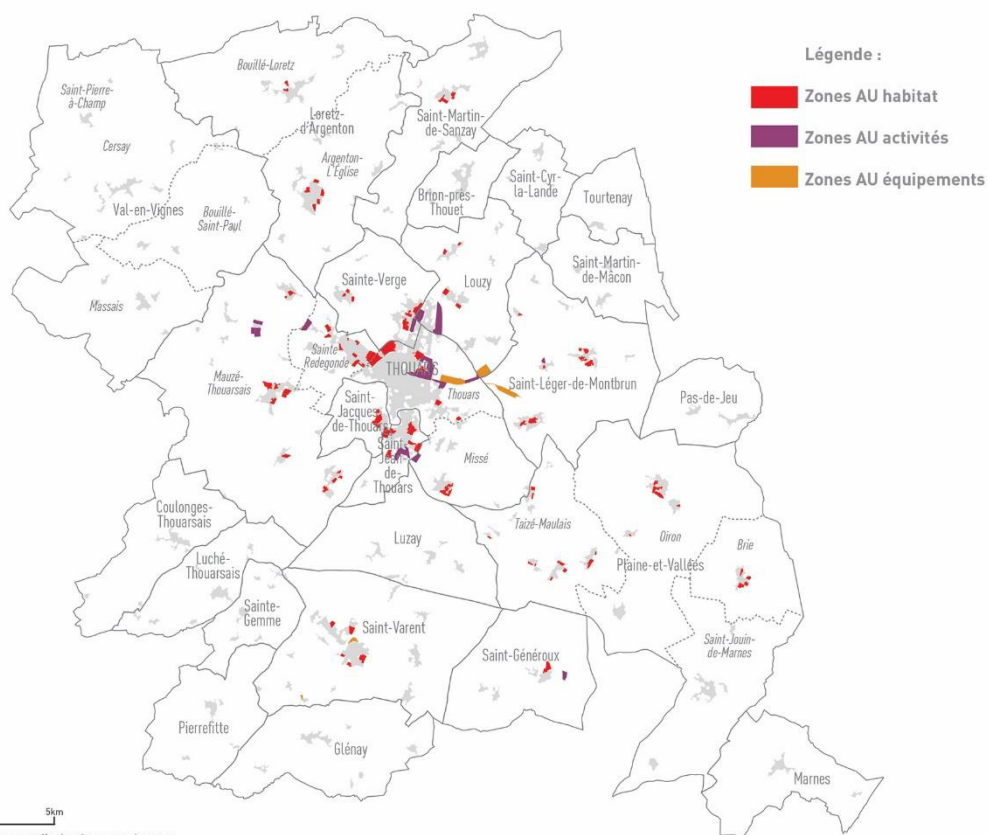 Légende :
Zones AU habitat
Zones AU activités
Zones AU équipements
Bouillé-Loretz
Saint-Pierre-
à-Champ
Loretz-
d'Argenton
Saint-Martin-
de-Sanzay
Cersay
Argenton-
L'Église
Saint-Cyr-
la-Lande
Brion-près-
Thouet
Tourtenay
Val-en-Vignes
Bouillé-
Saint-Paul
Saint-Martin-
de-Mâcon
Sainte-Verge
Louzy
Massais
Sainte
Radegonde
THOUARS
Mauzé-
Thouarsais
Thouars
Saint-Léger-de-Montbrun
Pas-de-Jeu
Saint-
Jacques
de-Thouars
Saint-
Jean-
de-
Thouars
Missé
Coulonges-
Thouarsais
Taizé-Maulais
Oiron
Luzay
Brie
Luché-
Thouarsais
Plaine-et-Vallées
Sainte-
Gemme
Saint-Varent
Saint-Jouin-
de-Marnes
Saint-Généroux
Pierrefitte
Glénay
Marnes
5km